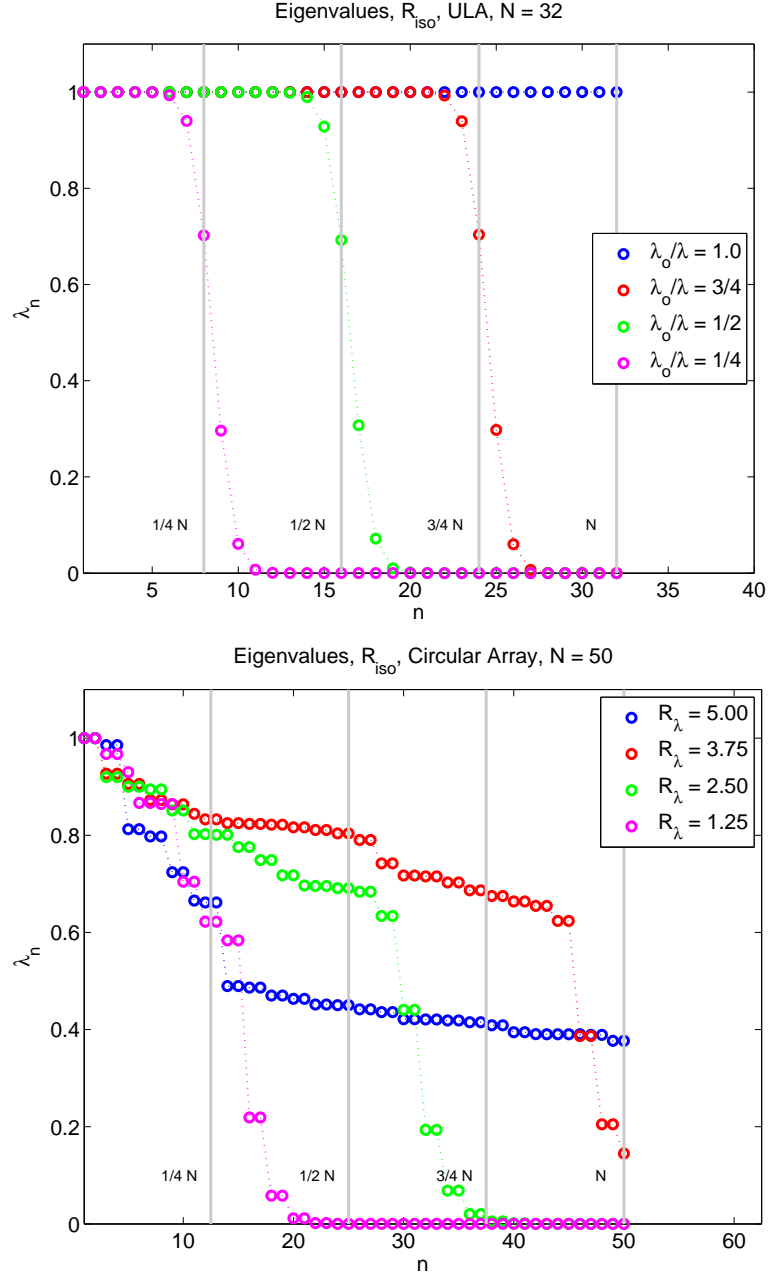 Eigenvalues, R_iso, ULA, N = 32
1
0.8
0.6
0.4
0.2
0
λ_n
λ_o/λ = 1.0
λ_o/λ = 3/4
λ_o/λ = 1/2
λ_o/λ = 1/4
1/4 N
1/2 N
3/4 N
N
5 10 15 20 25 30 35 40
n
Eigenvalues, R_iso, Circular Array, N = 50
1
0.8
0.6
0.4
0.2
0
λ_n
R_λ = 5.00
R_λ = 3.75
R_λ = 2.50
R_λ = 1.25
1/4 N
1/2 N
3/4 N
N
10 20 30 40 50 60
n